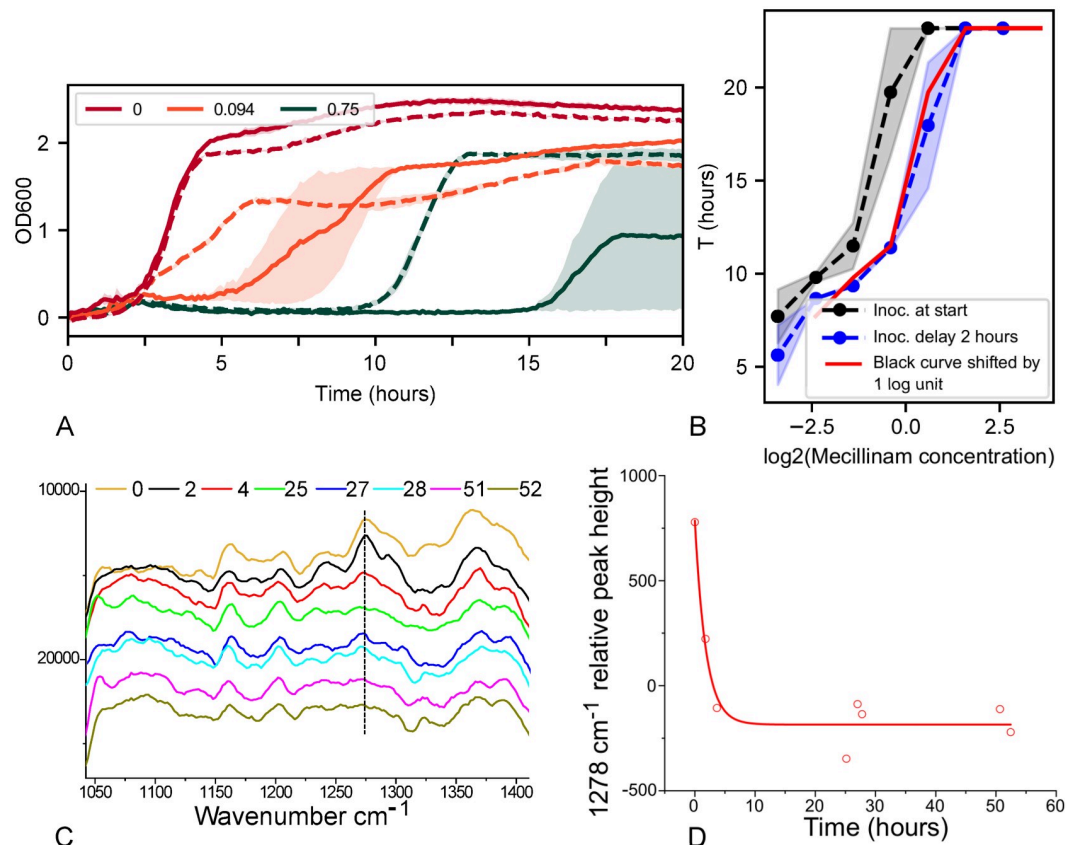 0 0.094 0.75
OD600
2
1
0
0 5 10 15 20
Time (hours)
A
T (hours)
20
15
10
5
Inoc. at start
Inoc. delay 2 hours
Black curve shifted by
1 log unit
−2.5 0.0 2.5
log2(Mecillinam concentration)
B
0 2 4 25 27 28 51 52
10000
20000
1050 1100 1150 1200 1250 1300 1350 1400
Wavenumber cm⁻¹
C
1278 cm⁻¹ relative peak height
1000
500
0
−500
0 10 20 30 40 50 60
Time (hours)
D